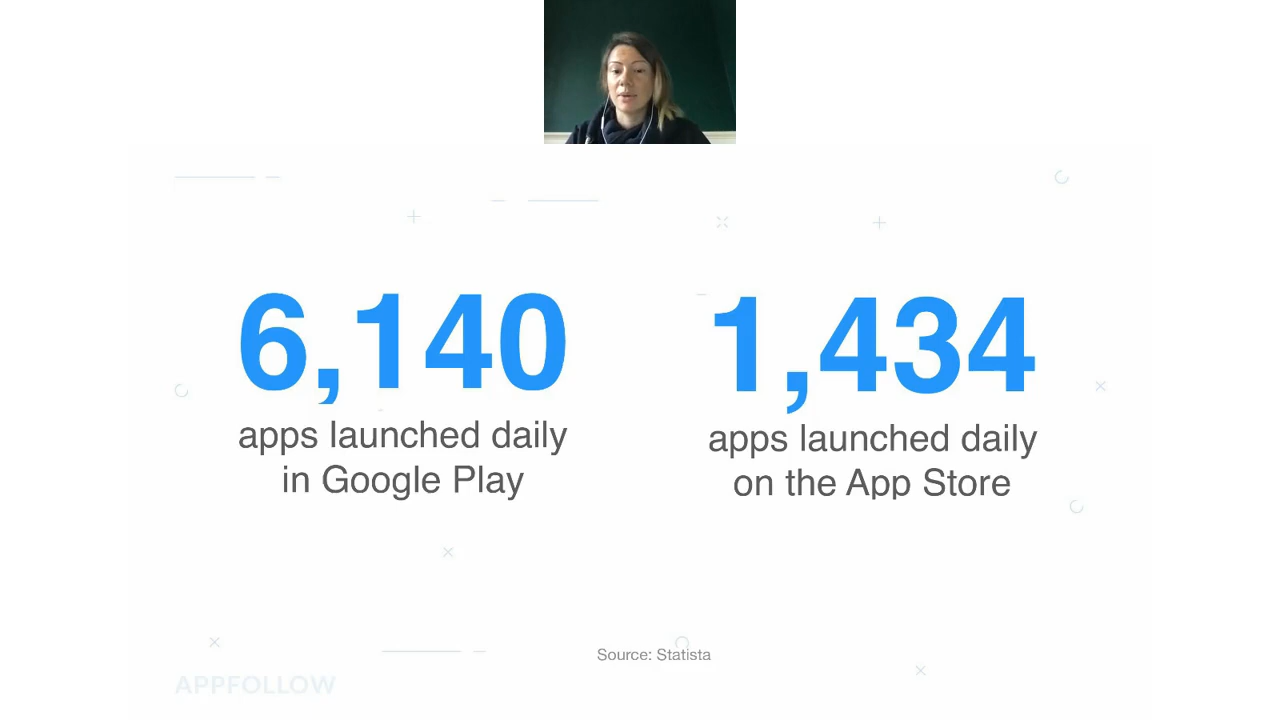 6,140
apps launched daily
in Google Play
1,434
apps launched daily
on the App Store
Source: Statista
APPFOLLOW